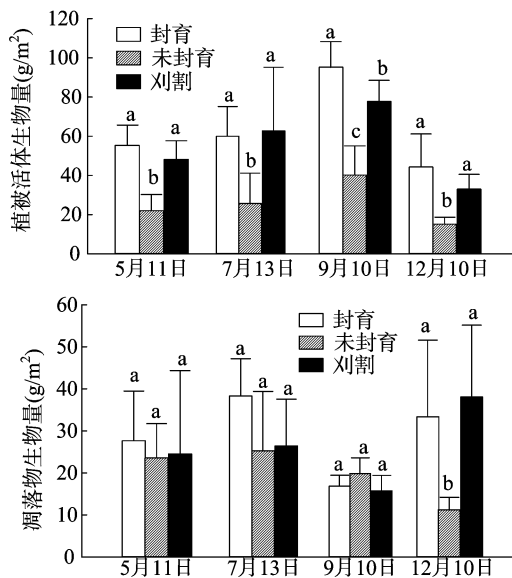 植被活体生物量(g/m²)
120
100
80
60
40
20
0
封育
未封育
刈割
a
b
a
a
b
a
a
c
b
a
b
a
5月11日
7月13日
9月10日
12月10日
凋落物生物量(g/m²)
60
50
40
30
20
10
0
封育
未封育
刈割
a
a
a
a
a
a
a
a
a
a
b
a
5月11日
7月13日
9月10日
12月10日